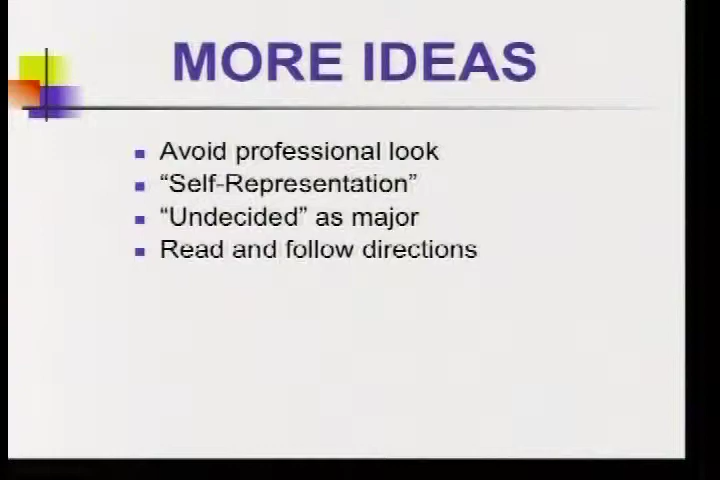 MORE IDEAS
Avoid professional look
“Self-Representation”
“Undecided” as major
Read and follow directions